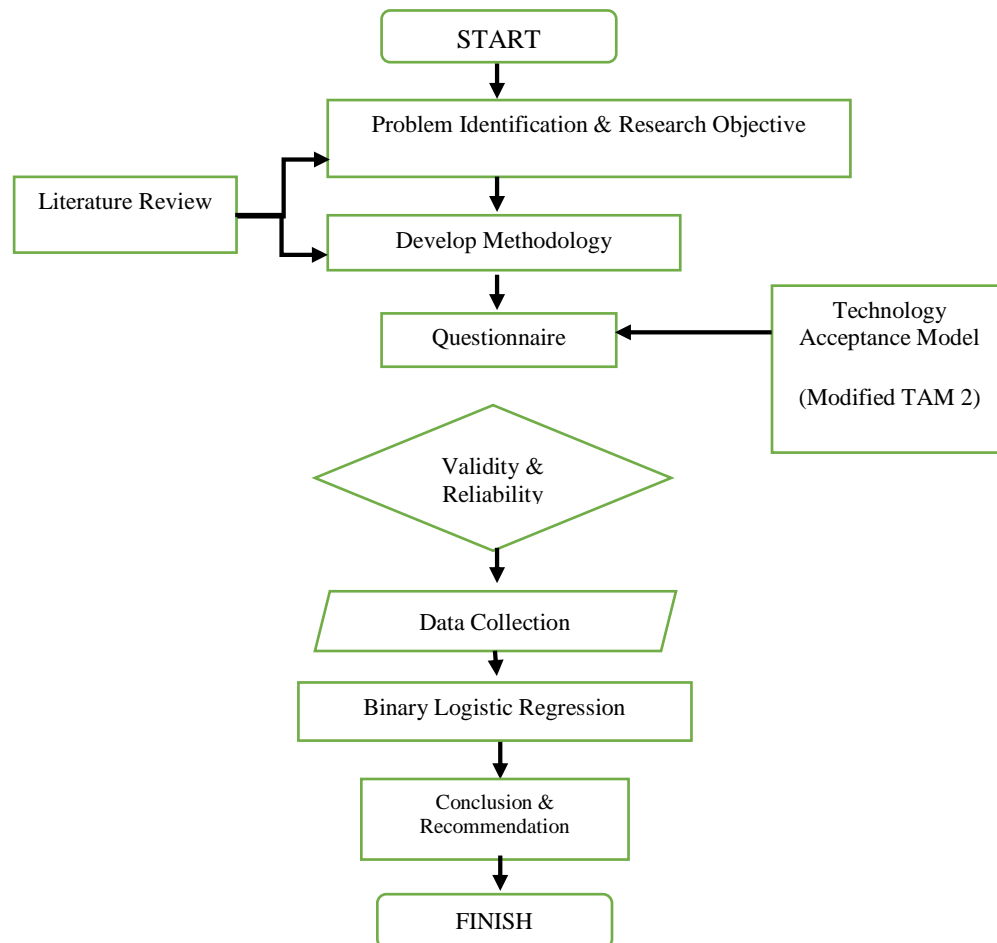 START
Problem Identification & Research Objective
Literature Review
Develop Methodology
Technology
Acceptance Model
(Modified TAM 2)
Questionnaire
Validity &
Reliability
Data Collection
Binary Logistic Regression
Conclusion &
Recommendation
FINISH